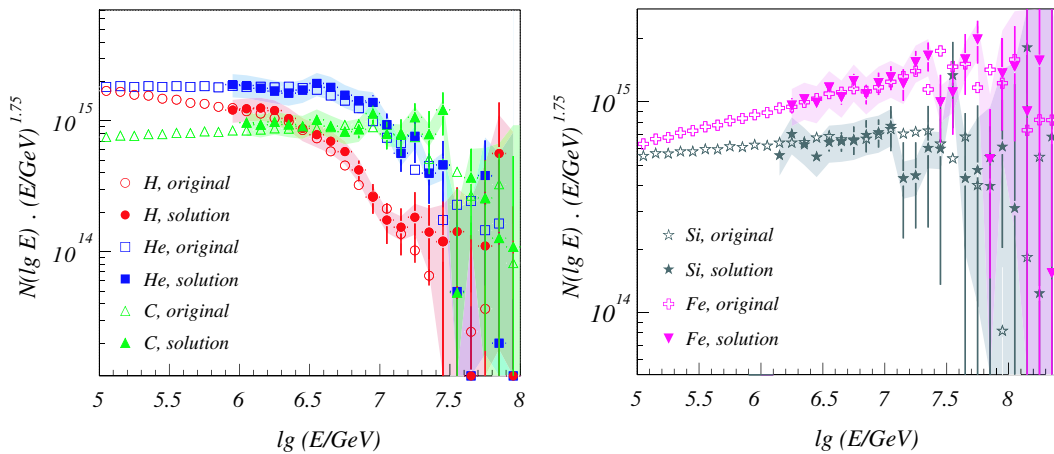 N(lg E) . (E/GeV)^1.75
10^15
10^14
H, original
H, solution
He, original
He, solution
C, original
C, solution
5 5.5 6 6.5 7 7.5 8
lg (E/GeV)
N(lg E) . (E/GeV)^1.75
10^15
10^14
Si, original
Si, solution
Fe, original
Fe, solution
5 5.5 6 6.5 7 7.5 8
lg (E/GeV)